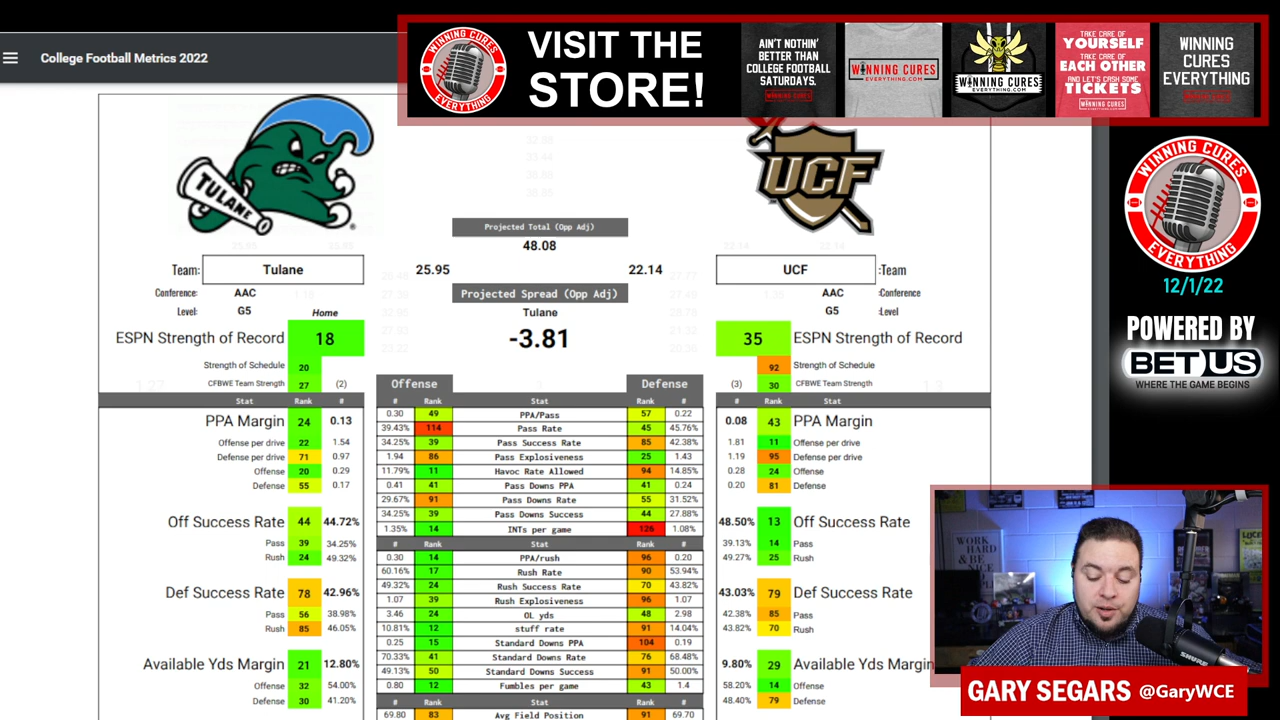 College Football Metrics 2022
WINNING CURES
EVERYTHING
VISIT THE
STORE!
AIN'T NOTHIN'
BETTER THAN
COLLEGE FOOTBALL
SATURDAYS.
WINNING CURES
WINNING CURES
EVERYTHING.COM
WINNING CURES
EVERYTHING.COM
TAKE CARE OF
YOURSELF
TAKE CARE OF
EACH OTHER
AND LET'S CASH SOME
TICKETS
WINNING CURES
WINNING
CURES
EVERYTHING
WINNING CURES
EVERYTHING
12/1/22
POWERED BY
BETUS
WHERE THE GAME BEGINS
TULANE
UCF
Projected Total (Opp Adj)
48.08
Team: Tulane 25.95 22.14 UCF :Team
Conference: AAC Projected Spread (Opp Adj) AAC :Conference
Level: G5 Home Tulane G5 :Level
ESPN Strength of Record 18 -3.81 35 ESPN Strength of Record
Strength of Schedule 20 92 Strength of Schedule
CFBWE Team Strength 27 (2) Offense Defense (3) 30 CFBWE Team Strength
Stat Rank # # Rank Stat Rank # # Rank Stat
0.30 49 PPA/Pass 57 0.22
PPA Margin 24 0.13 0.08 43 PPA Margin
39.43% 114 Pass Rate 45 45.76%
Offense per drive 22 1.54 34.25% 39 Pass Success Rate 85 42.38% 1.81 11 Offense per drive
Defense per drive 71 0.97 1.94 86 Pass Explosiveness 25 1.43 1.19 95 Defense per drive
Offense 20 0.29 11.79% 11 Havoc Rate Allowed 94 14.85% 0.28 24 Offense
Defense 55 0.17 0.41 41 Pass Downs PPA 41 0.24 0.20 81 Defense
29.67% 91 Pass Downs Rate 55 31.52%
34.25% 39 Pass Downs Success 44 27.88%
Off Success Rate 44 44.72% 48.50% 13 Off Success Rate
1.35% 14 INTs per game 126 1.08%
Pass 39 34.25% # Rank Stat Rank # 39.13% 14 Pass
Rush 24 49.32% 0.30 14 PPA/rush 96 0.20 49.27% 25 Rush
60.16% 17 Rush Rate 90 53.94%
49.32% 24 Rush Success Rate 70 43.82%
Def Success Rate 78 42.96% 43.03% 79 Def Success Rate
1.07 39 Rush Explosiveness 96 1.07
Pass 56 38.98% 3.46 24 OL yds 48 2.98 42.38% 85 Pass
Rush 85 46.05% 10.81% 12 stuff rate 91 14.04% 43.82% 70 Rush
0.25 15 Standard Downs PPA 104 0.19
70.33% 41 Standard Downs Rate 76 68.48%
Available Yds Margin 21 12.80% 9.80% 29 Available Yds Margin
49.13% 50 Standard Downs Success 91 50.00%
Offense 32 54.00% 0.80 12 Fumbles per game 43 1.4 58.20% 14 Offense
Defense 30 41.20% # Rank Stat Rank # 48.40% 79 Defense
69.80 83 Avg Field Position 91 69.70
WORK
HARD &
SHURE
GARY SEGARS @GaryWCE